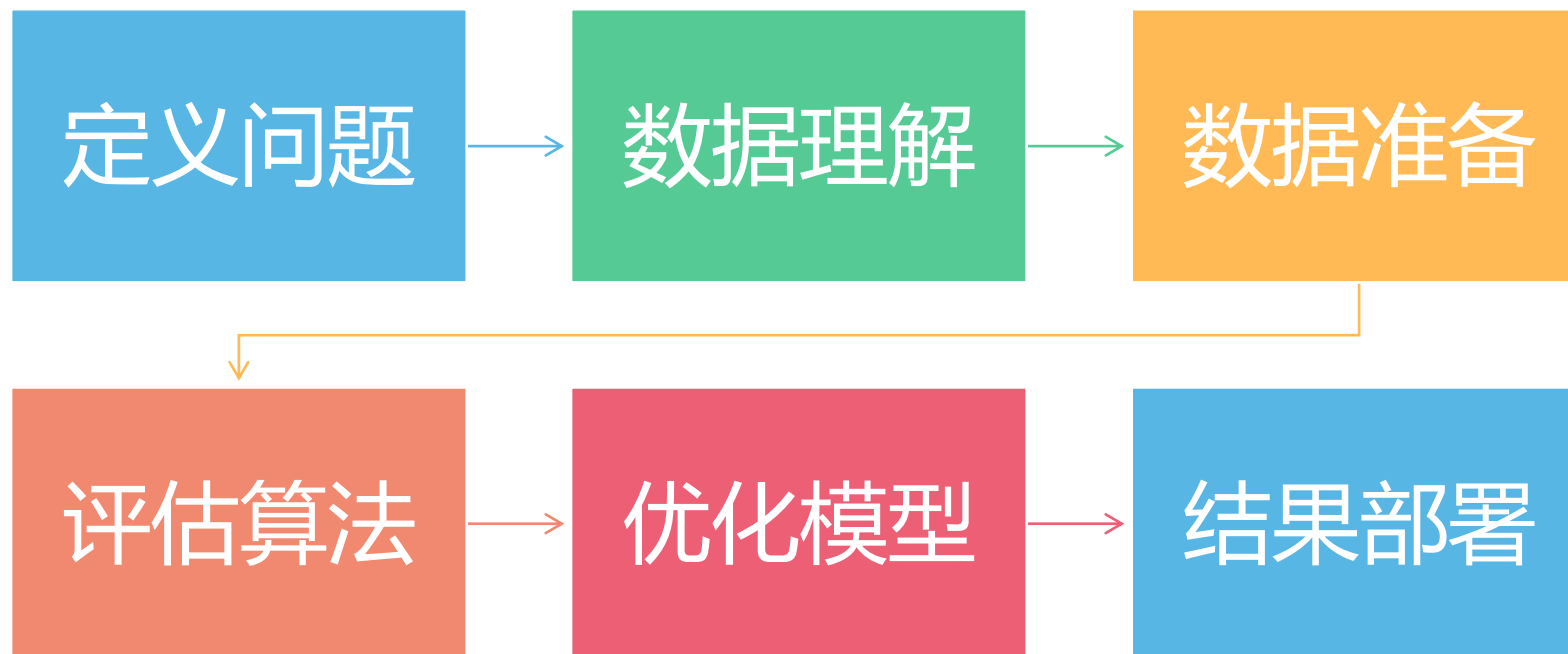 定义问题
数据理解
数据准备
评估算法
优化模型
结果部署